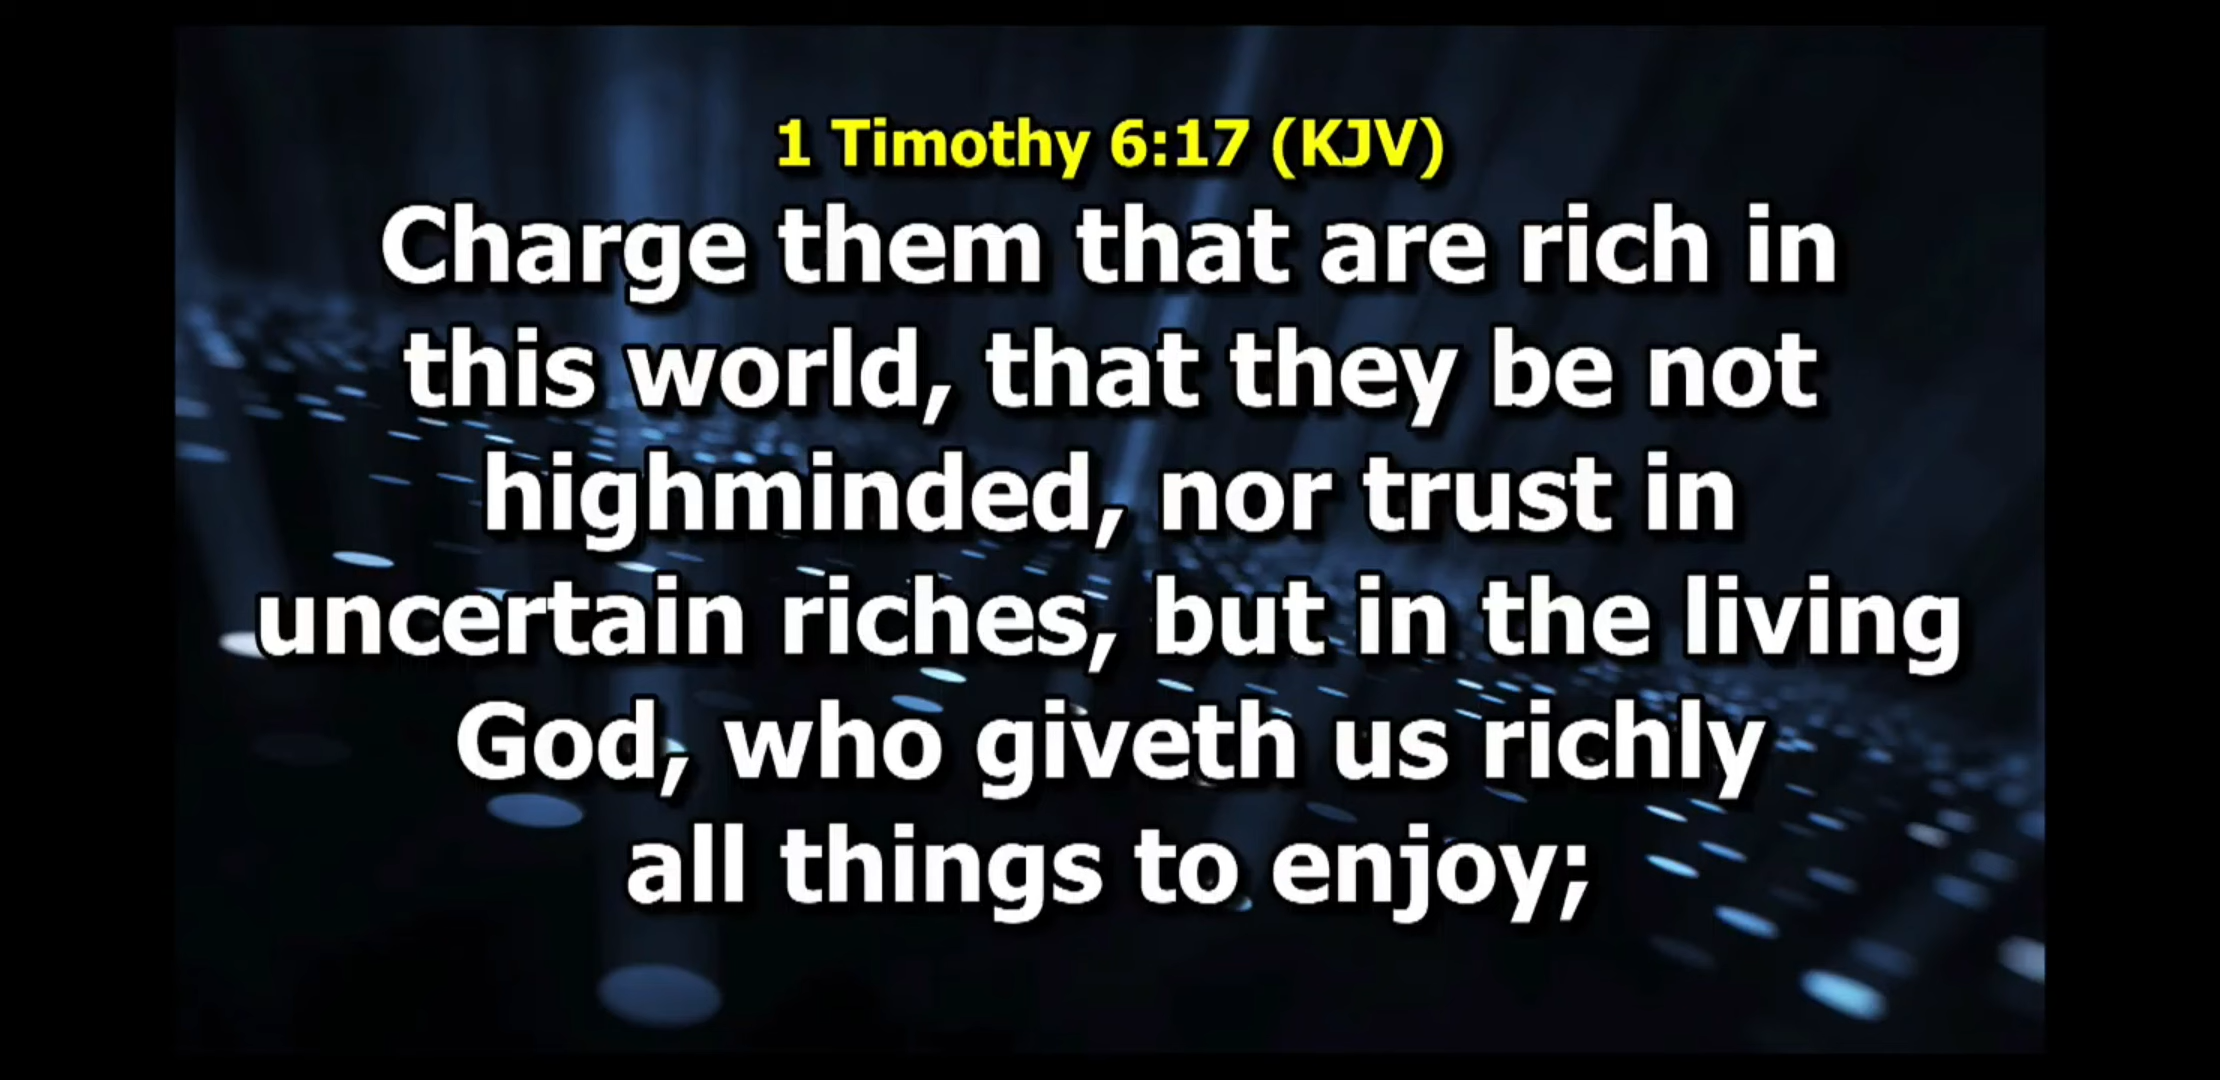 1 Timothy 6:17 (KJV)
Charge them that are rich in
this world, that they be not
highminded, nor trust in
uncertain riches, but in the living
God, who giveth us richly
all things to enjoy;